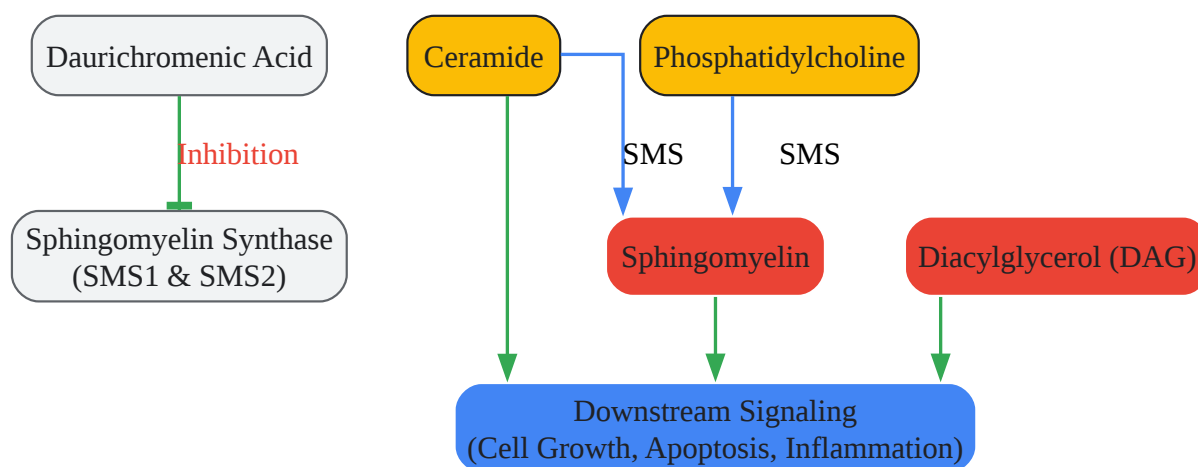 Daurichromenic Acid
Ceramide
Phosphatidylcholine
Inhibition
SMS
SMS
Sphingomyelin Synthase
(SMS1 & SMS2)
Sphingomyelin
Diacylglycerol (DAG)
Downstream Signaling
(Cell Growth, Apoptosis, Inflammation)